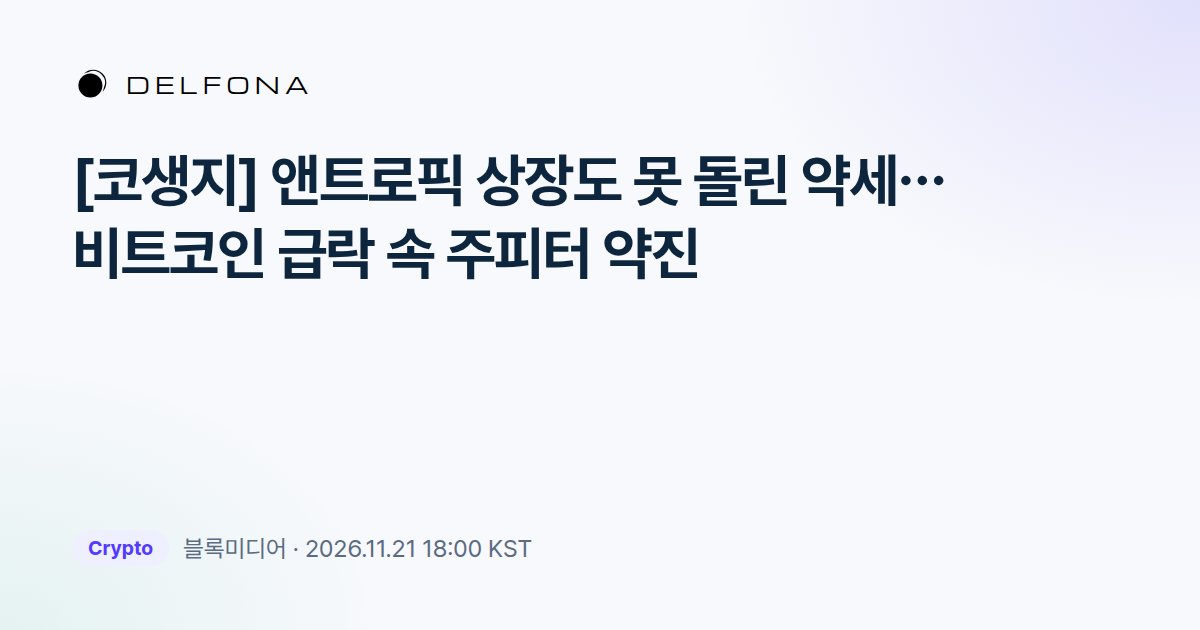 DELFONA
[코생지] 앤트로픽 상장도 못 돌린 약세…
비트코인 급락 속 주피터 약진
Crypto 블록미디어 · 2026.11.21 18:00 KST